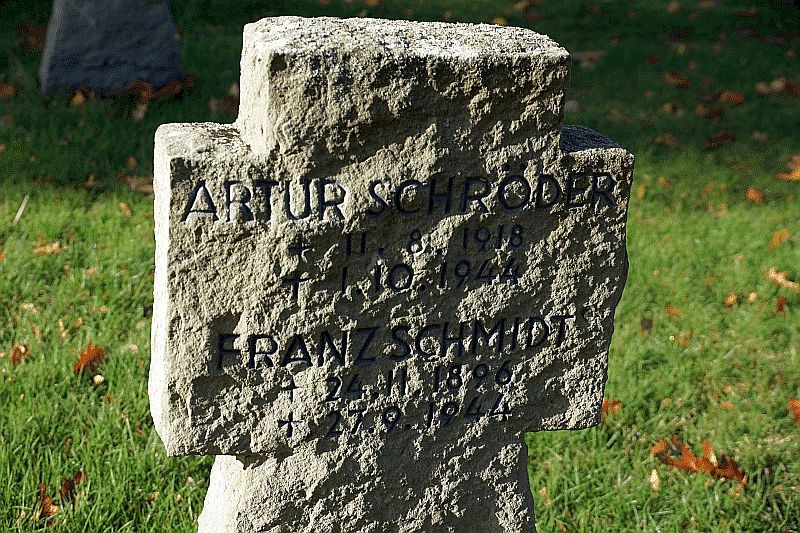 ARTUR SCHRÖDER
+ 11. 8. 1918
+ 1.10.1944
FRANZ SCHMIDT
+ 24.11.1896
+ 27.9.1944